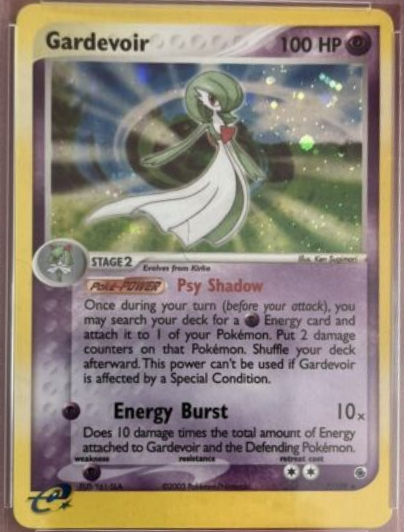 Gardevoir 100 HP
Illus. Ken Sugimori
STAGE 2
Evolves from Kirlia
Poké-POWER Psy Shadow
Once during your turn (before your attack), you
may search your deck for a Energy card and
attach it to 1 of your Pokémon. Put 2 damage
counters on that Pokémon. Shuffle your deck
afterward. This power can't be used if Gardevoir
is affected by a Special Condition.
Energy Burst 10x
Does 10 damage times the total amount of Energy
attached to Gardevoir and the Defending Pokémon.
weakness resistance retreat cost
©2003 Pokémon/Nintendo